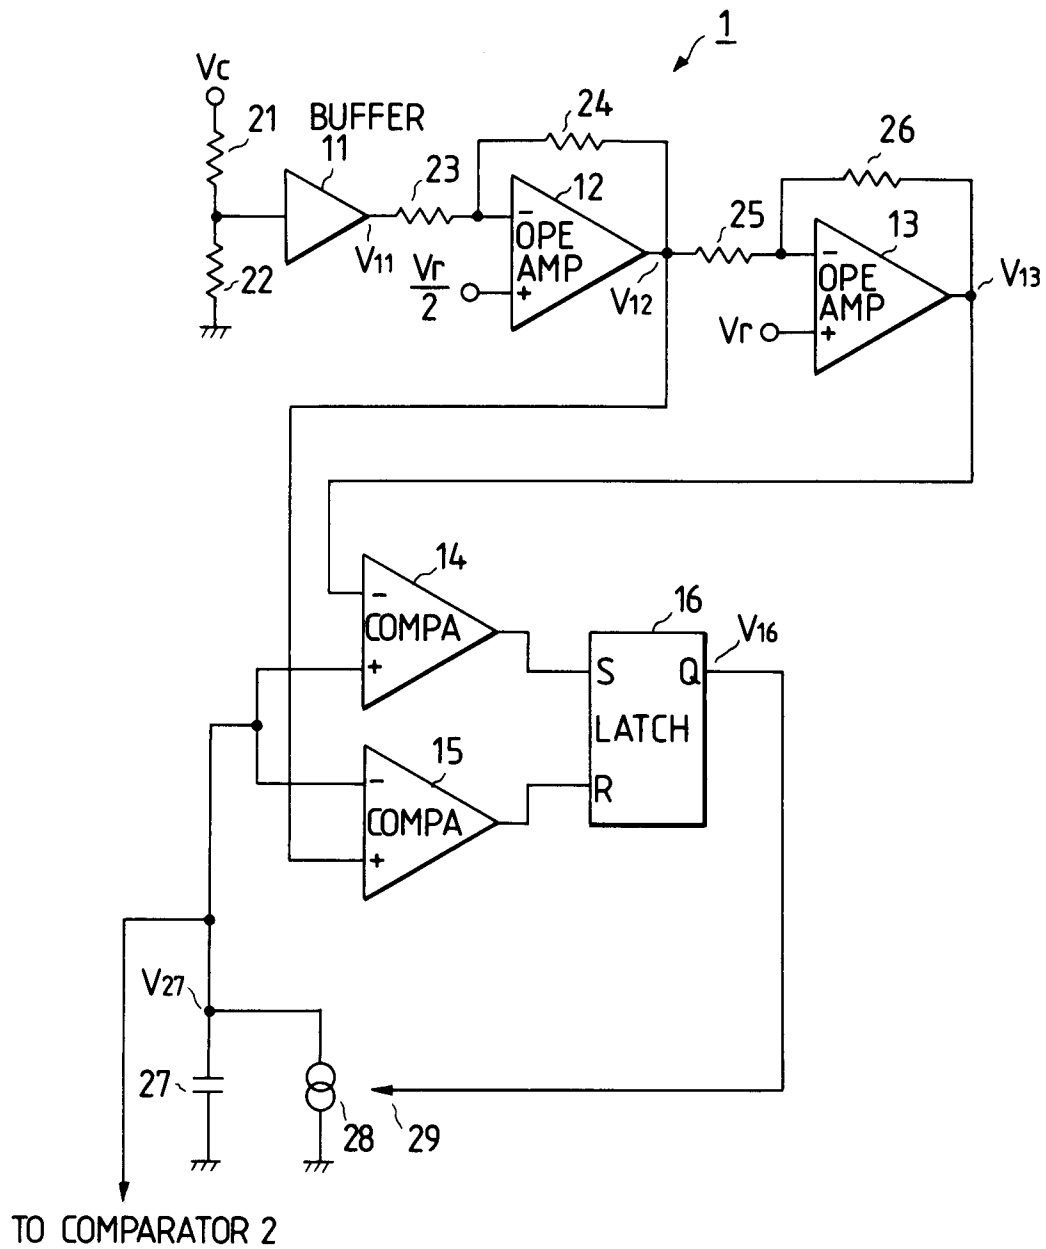 1
Vc
21
BUFFER
11
24
23
12
26
25
13
22
V11
Vr
2
−
OPE
AMP
+
V12
−
OPE
AMP
+
Vr
V13
14
−
COMPA
+
16
V16
S
Q
LATCH
R
15
−
COMPA
+
V27
27
28
29
TO COMPARATOR 2